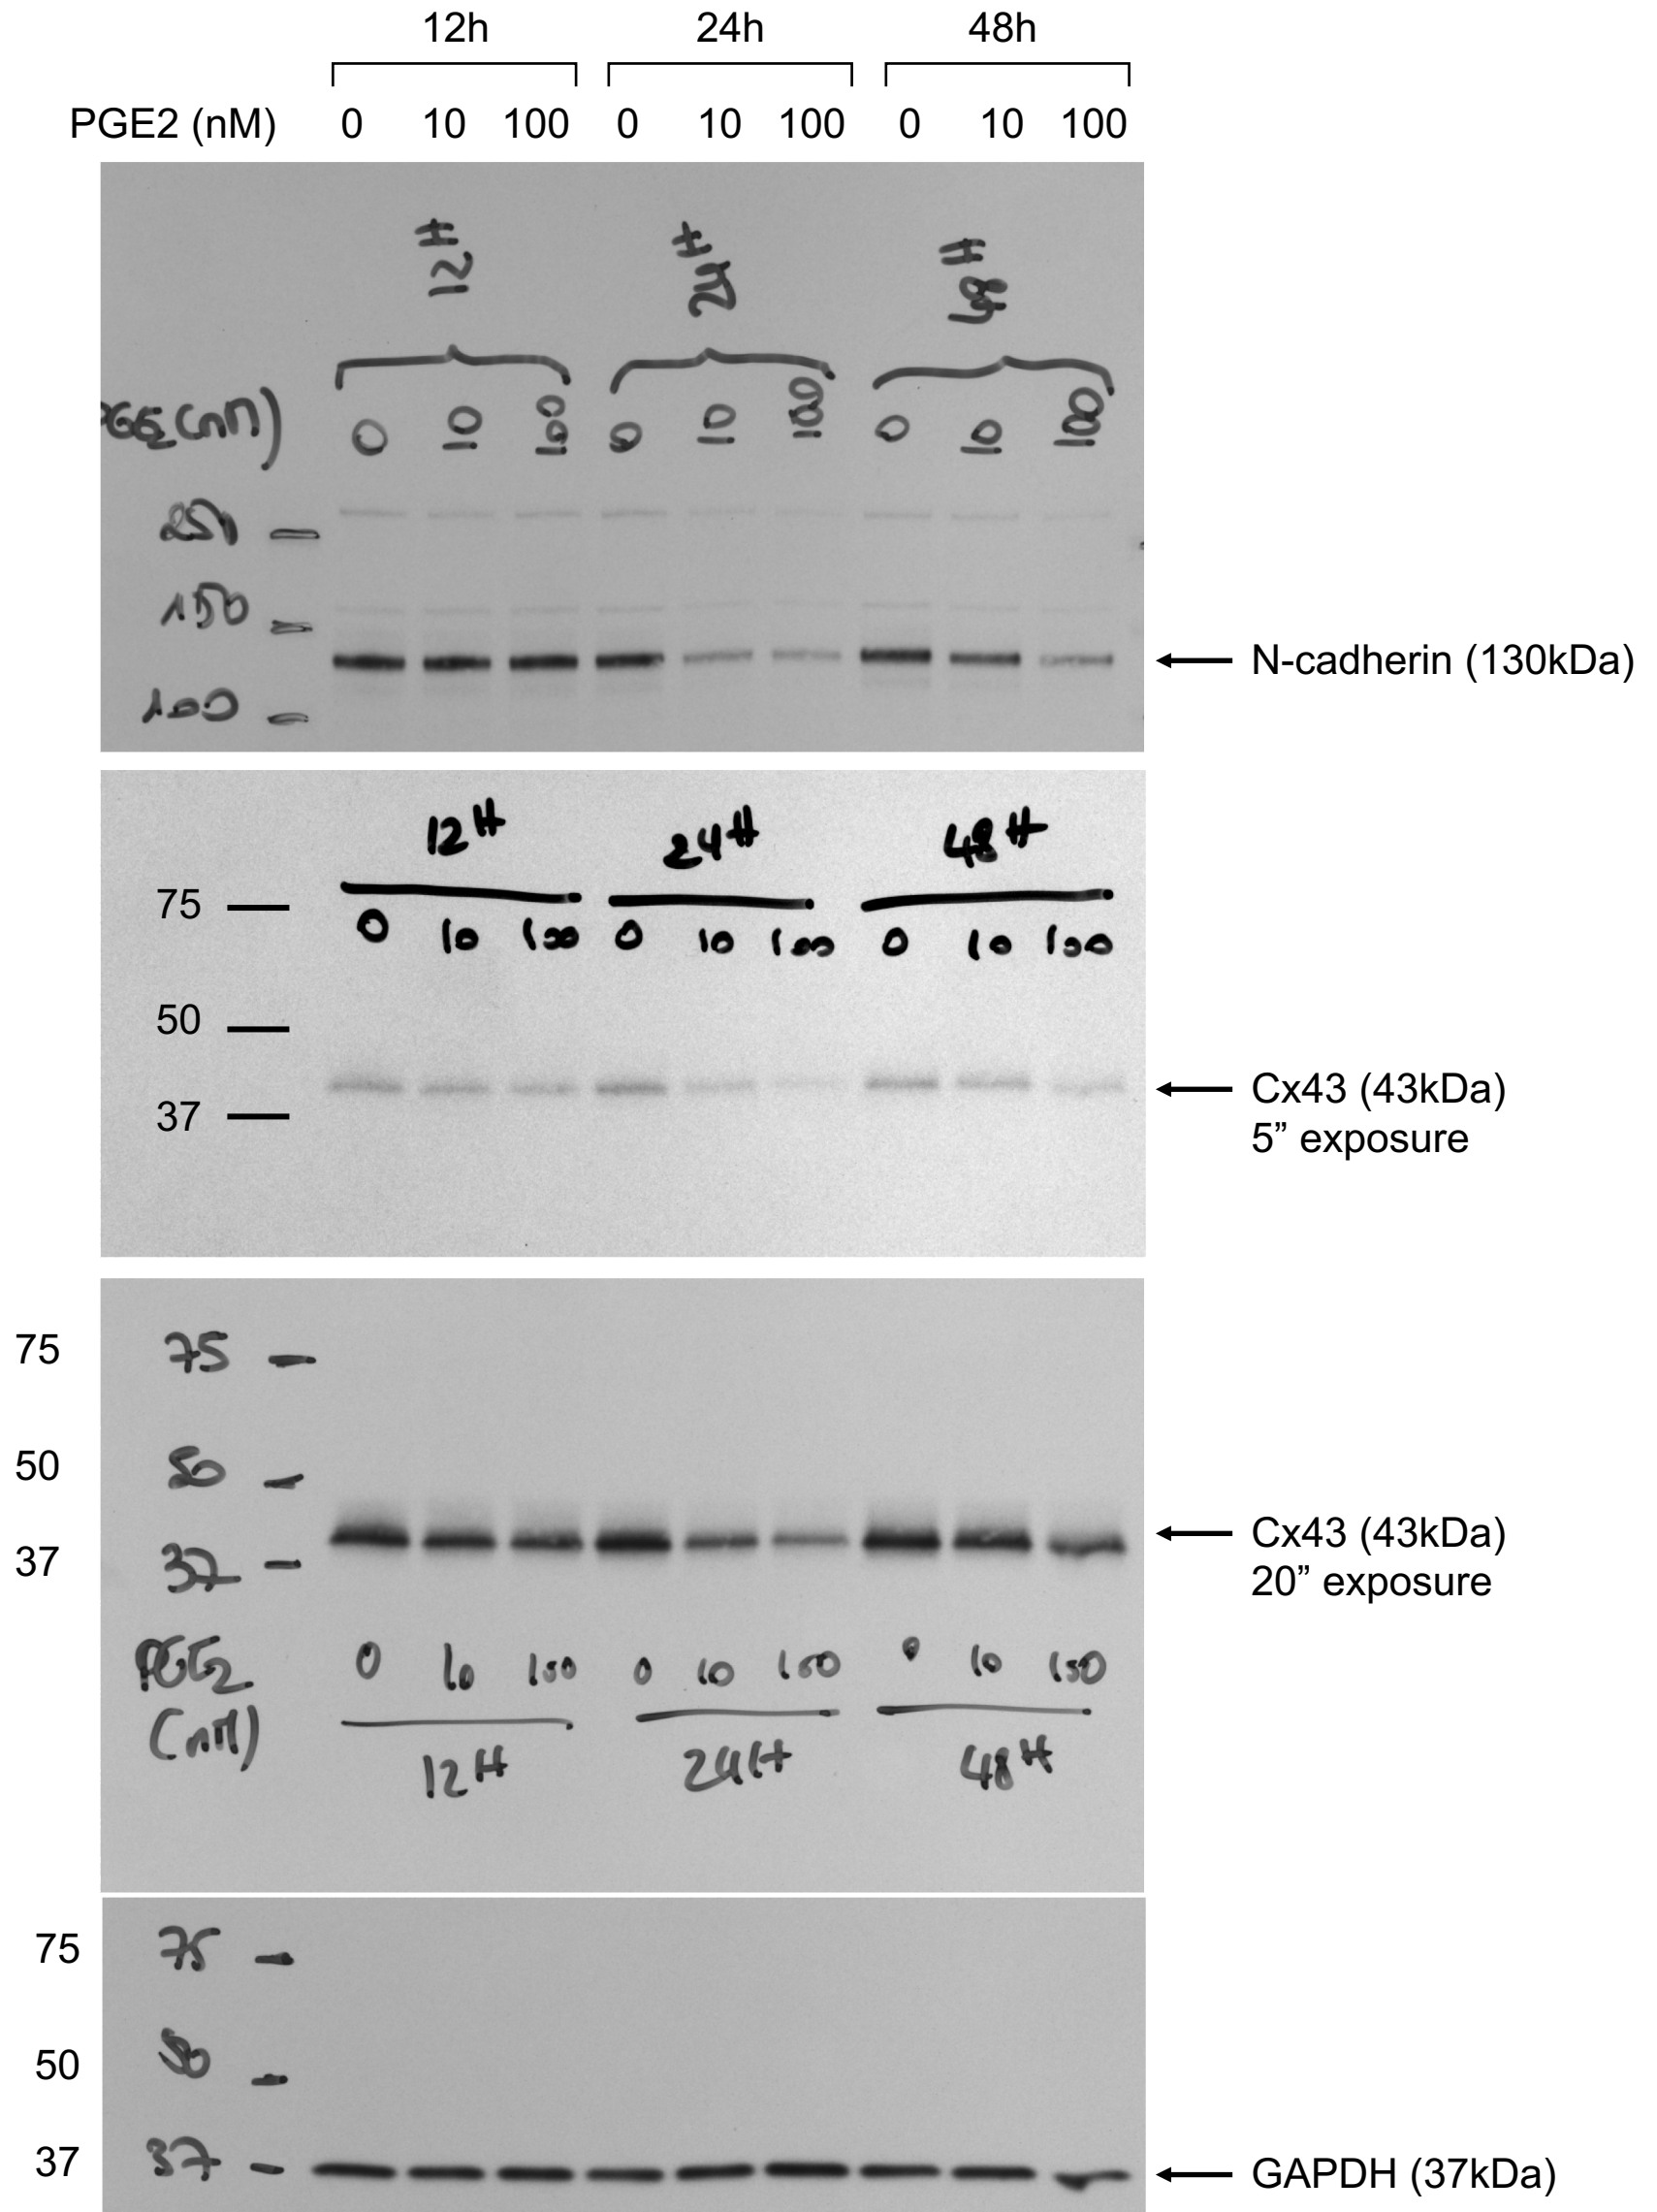 12h 24h 48h
PGE2 (nM) 0 10 100 0 10 100 0 10 100
12H 24H 48H
PGE2 (nM) 0 10 100 0 10 100 0 10 100
250
150
N-cadherin (130kDa)
100
12H 24H 48H
75
0 10 100 0 10 100 0 10 100
50
Cx43 (43kDa)
37
5” exposure
75 75
50 50
Cx43 (43kDa)
37 37
20” exposure
PGE2 0 10 100 0 10 100 0 10 100
(nM)
12H 24H 48H
75 75
50 50
37 37
GAPDH (37kDa)